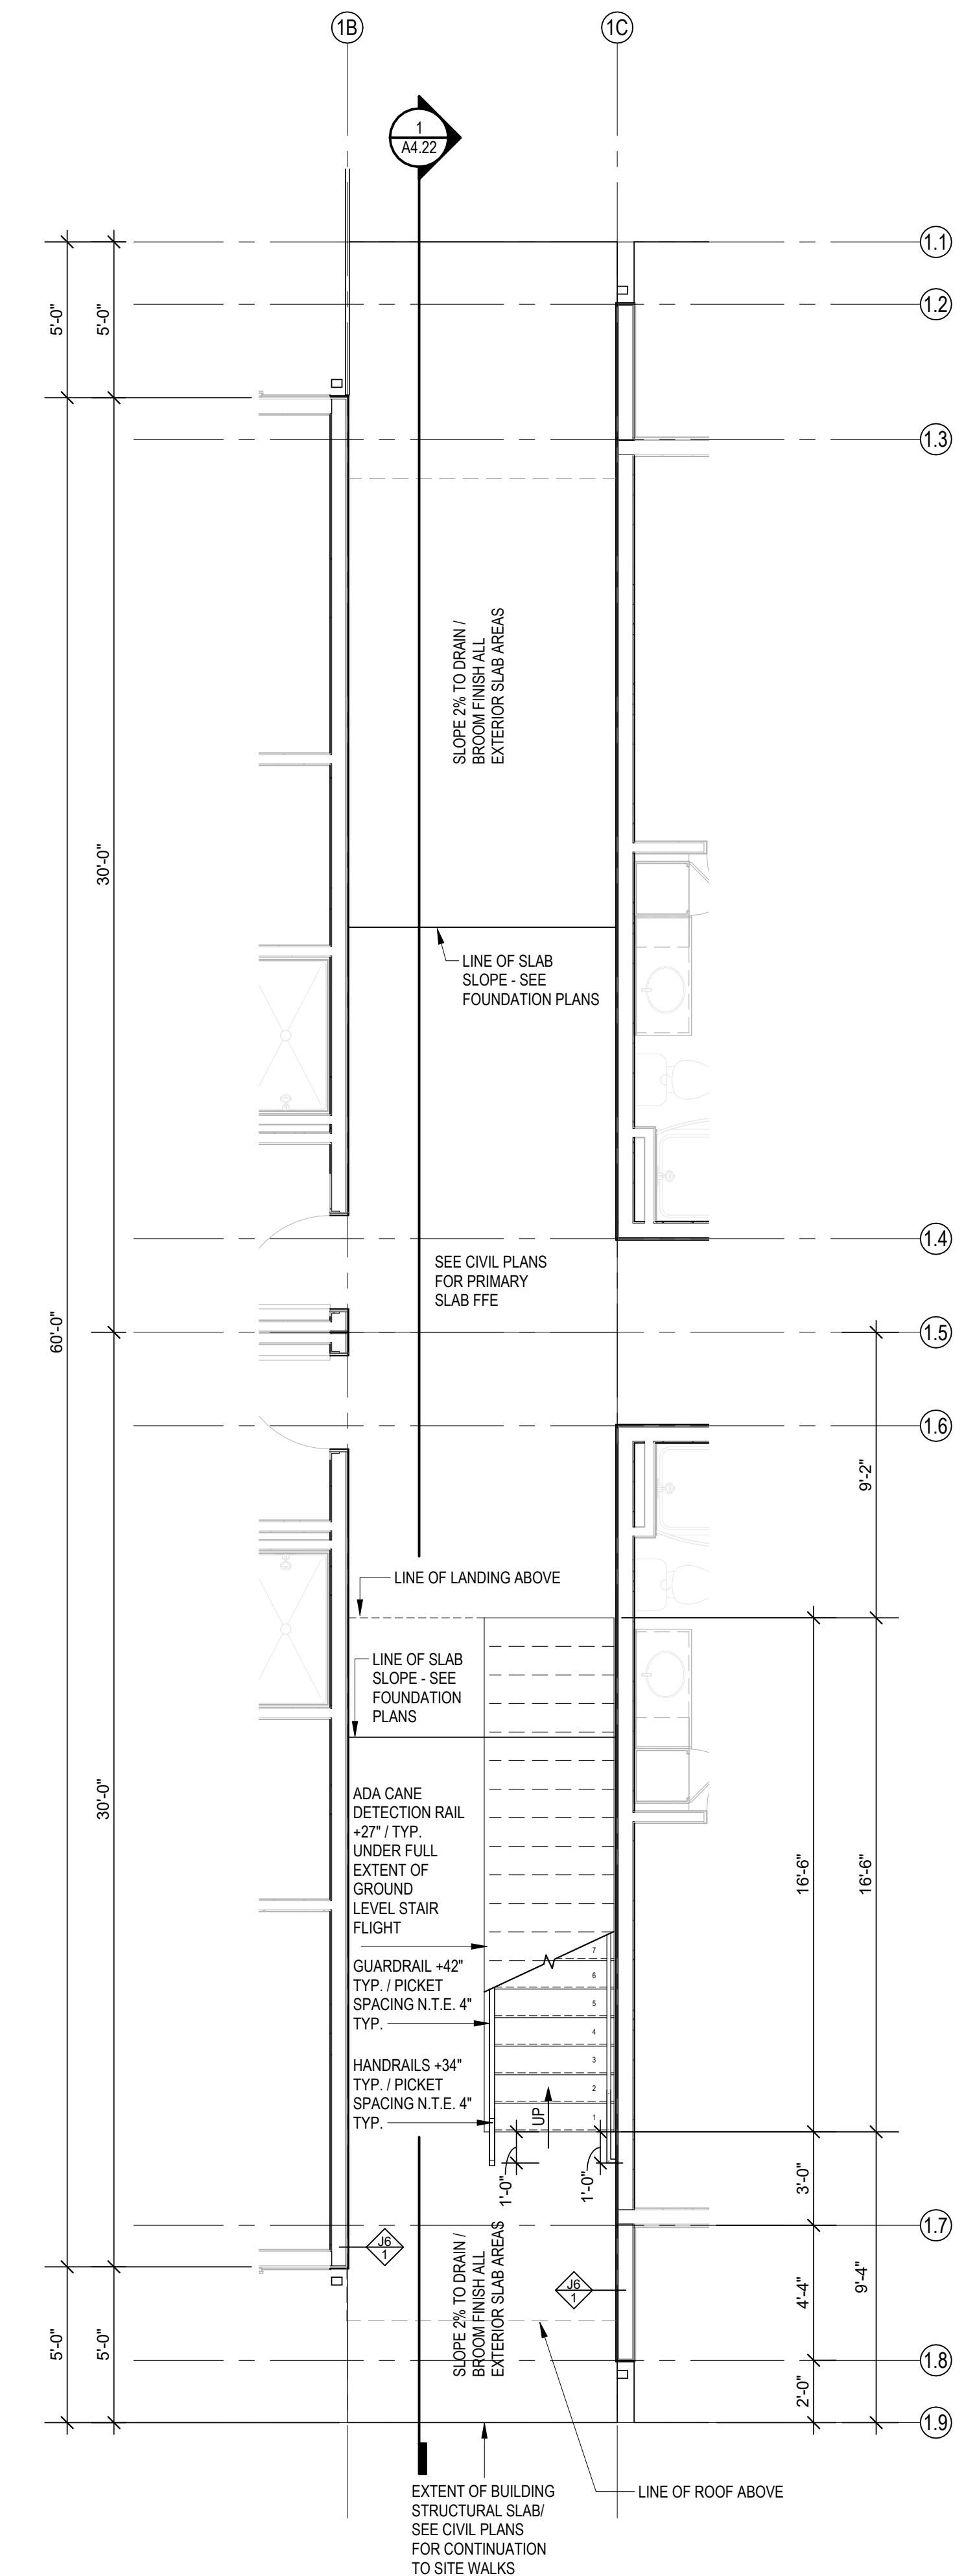 1B
1C
1
A4.22
1.1
5'-0"
5'-0"
1.2
1.3
SLOPE 2% TO DRAIN /
BROOM FINISH ALL
EXTERIOR SLAB AREAS
30'-0"
LINE OF SLAB
SLOPE - SEE
FOUNDATION PLANS
1.4
SEE CIVIL PLANS
FOR PRIMARY
SLAB FFE
60'-0"
1.5
1.6
9'-2"
LINE OF LANDING ABOVE
LINE OF SLAB
SLOPE - SEE
FOUNDATION
PLANS
30'-0"
ADA CANE
DETECTION RAIL
+27" / TYP.
UNDER FULL
EXTENT OF
GROUND
LEVEL STAIR
FLIGHT
16'-6"
16'-6"
GUARDRAIL +42"
TYP. / PICKET
SPACING N.T.E. 4"
TYP.
7
6
5
4
3
2
1
HANDRAILS +34"
TYP. / PICKET
SPACING N.T.E. 4"
TYP.
UP
1'-0"
1'-0"
3'-0"
1.7
J6
1
J6
1
SLOPE 2% TO DRAIN /
BROOM FINISH ALL
EXTERIOR SLAB AREAS
4'-4"
9'-4"
5'-0"
5'-0"
1.8
2'-0"
1.9
LINE OF ROOF ABOVE
EXTENT OF BUILDING
STRUCTURAL SLAB/
SEE CIVIL PLANS
FOR CONTINUATION
TO SITE WALKS